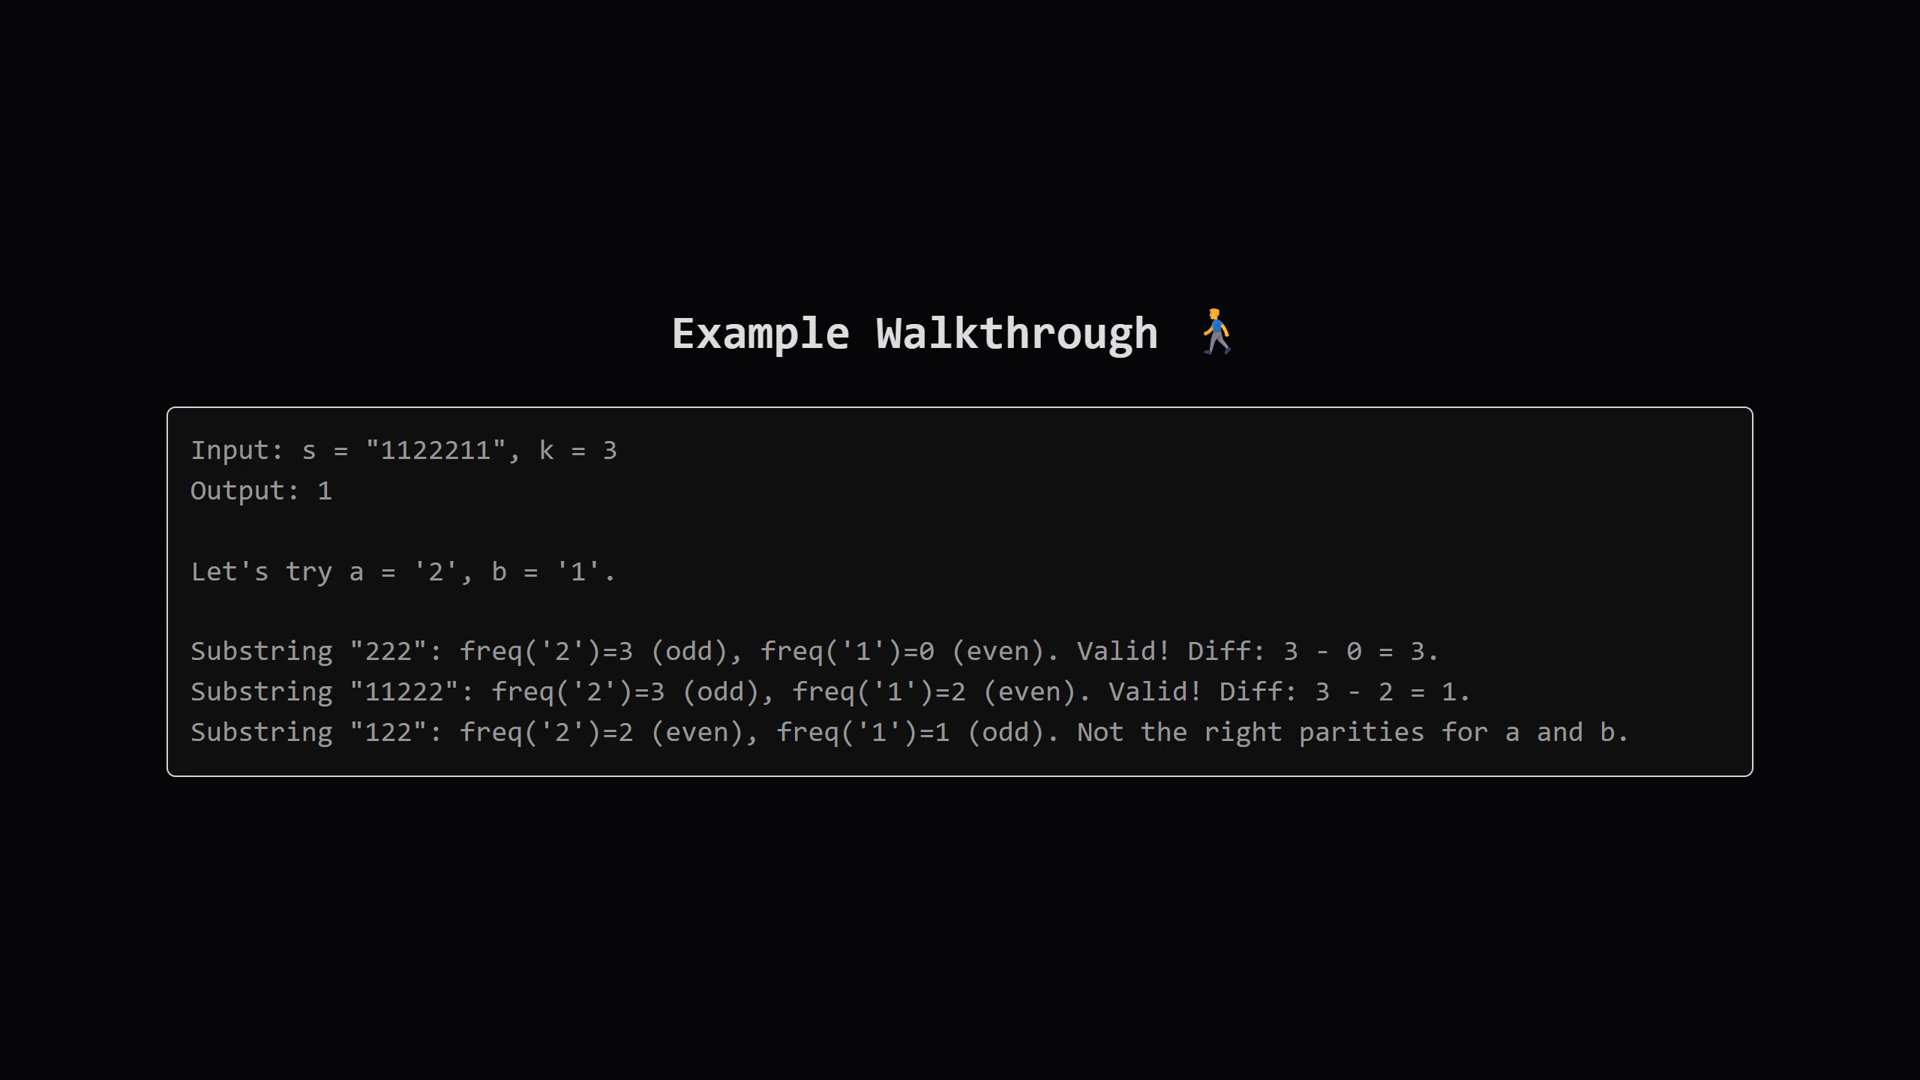 Example Walkthrough 🚶‍♂️
Input: s = "1122211", k = 3
Output: 1
Let's try a = '2', b = '1'.
Substring "222": freq('2')=3 (odd), freq('1')=0 (even). Valid! Diff: 3 - 0 = 3.
Substring "11222": freq('2')=3 (odd), freq('1')=2 (even). Valid! Diff: 3 - 2 = 1.
Substring "122": freq('2')=2 (even), freq('1')=1 (odd). Not the right parities for a and b.